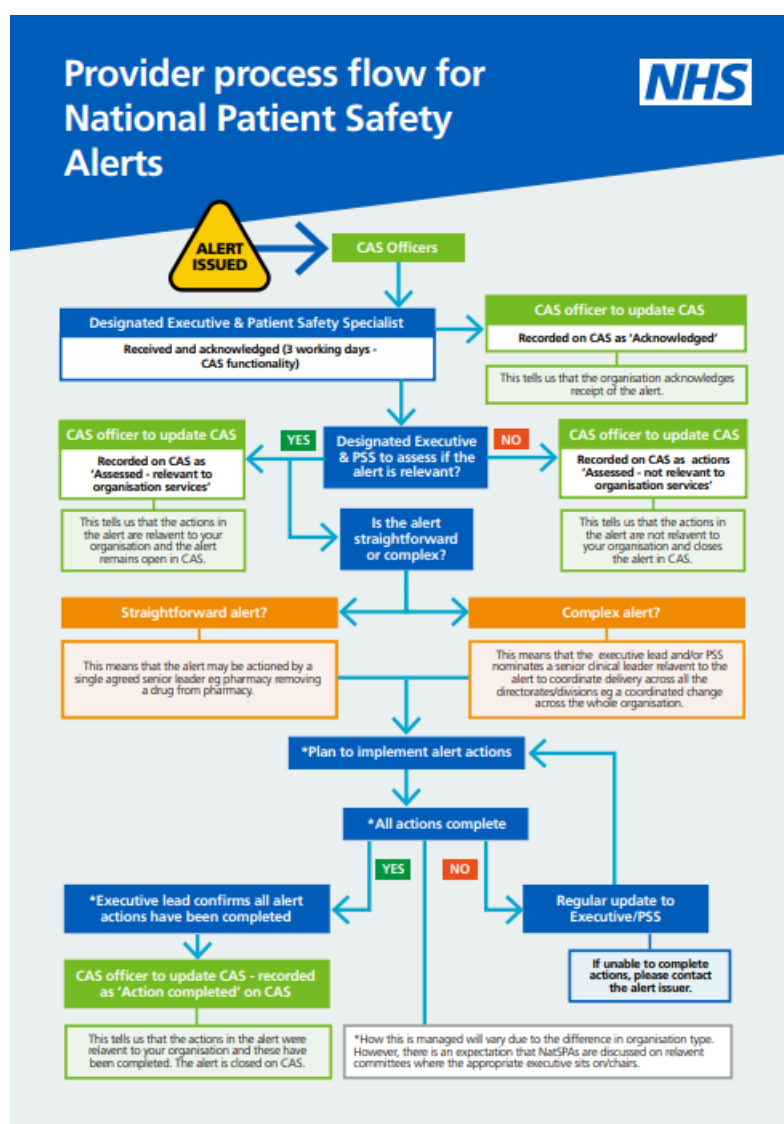 Provider process flow for
National Patient Safety
Alerts
NHS
ALERT
ISSUED
CAS Officers
Designated Executive & Patient Safety Specialist
Received and acknowledged (3 working days -
CAS functionality)
CAS officer to update CAS
Recorded on CAS as ‘Acknowledged’
This tells us that the organisation acknowledges
receipt of the alert.
CAS officer to update CAS
Recorded on CAS as
‘Assessed - relevant to
organisation services’
This tells us that the actions in
the alert are relavent to your
organisation and the alert
remains open in CAS.
YES
Designated Executive
& PSS to assess if the
alert is relevant?
NO
CAS officer to update CAS
Recorded on CAS as  actions
‘Assessed - not relevant to
organisation services’
This tells us that the actions in
the alert are not relavent to
your organisation and closes
the alert in CAS.
Is the alert
straightforward
or complex?
Straightforward alert?
This means that the alert may be actioned by a
single agreed senior leader eg pharmacy removing
a drug from pharmacy.
Complex alert?
This means that the  executive lead and/or PSS
nominates a senior clinical leader relavent to the
alert to coordinate delivery across all the
directorates/divisions eg a coordinated change
across the whole organisation.
*Plan to implement alert actions
*All actions complete
YES
NO
*Executive lead confirms all alert
actions have been completed
Regular update to
Executive/PSS
If unable to complete
actions, please contact
the alert issuer.
CAS officer to update CAS - recorded
as ‘Action completed’ on CAS
This tells us that the actions in the alert were
relavent to your organisation and these have
been completed. The alert is closed on CAS.
*How this is managed will vary due to the difference in organisation type.
However, there is an expectation that NatSPAs are discussed on relavent
committees where the appropriate executive sits on/chairs.